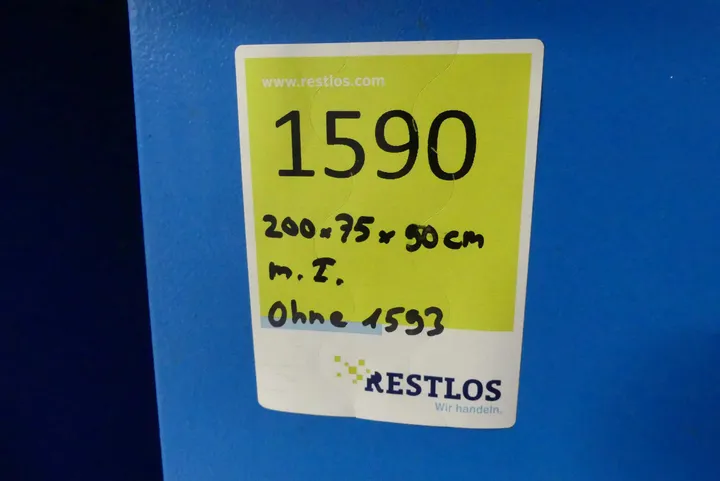 www.restlos.com
1590
200x75x90cm
m. I.
Ohne 1593
RESTLOS
Wir handeln.